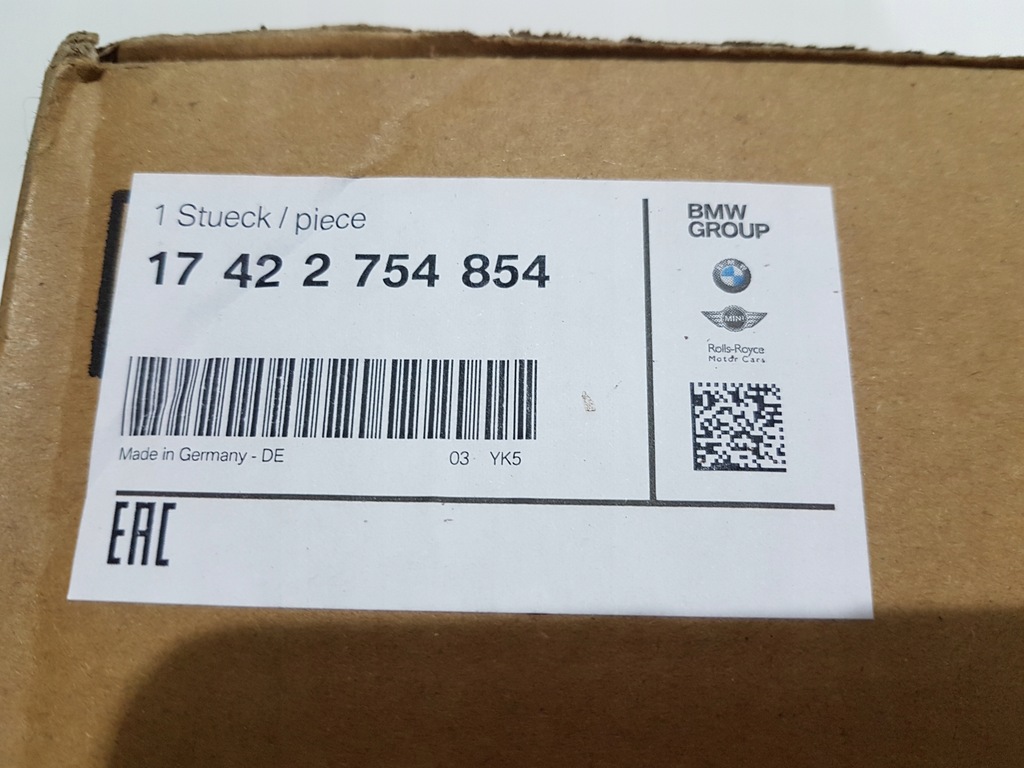 1 Stueck / piece
17 42 2 754 854
Made in Germany - DE 03 YK5
EAC
BMW
GROUP
MINI
Rolls-Royce
Motor Cars